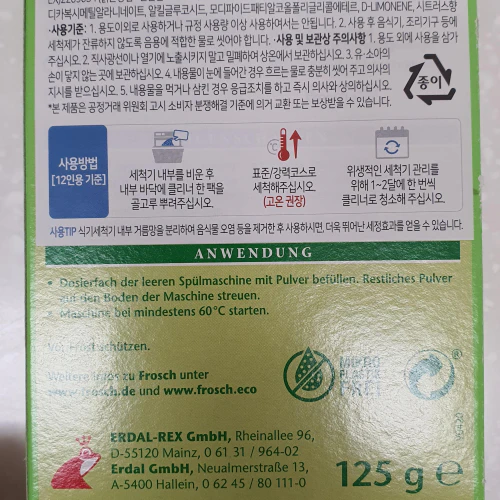 디카복시메틸알라니네이트, 알킬글루코시드, 모디파이드패티알코올폴리글리콜에테르, D-LIMONENE, 시트러스향
·사용기준: 1. 용도이외로 사용하거나 규정 사용량 이상 사용하여서는 안됩니다. 2. 사용 후 음식기, 조리기구 등에
세척제가 잔류하지 않도록 음용에 적합한 물로 씻어야 합니다. ·사용 및 보관상 주의사항 1. 용도 외에 사용을 삼가
주십시오. 2. 직사광선이나 열기에 노출시키지 말고 밀폐하여 상온에서 보관하십시오. 3. 유·소아의
손이 닿지 않는 곳에 보관하십시오. 4. 내용물이 눈에 들어간 경우 흐르는 물로 충분히 씻어 주고 의사의
지시를 받으십시오. 5. 내용물을 먹거나 삼킨 경우 응급조치를 하고 즉시 의사와 상의하십시오.
*본 제품은 공정거래 위원회 고시 소비자 분쟁해결 기준에 의거 교환 또는 보상받을 수 있습니다.
종이
사용방법
[12인용 기준]
세척기 내부를 비운 후
내부 바닥에 클리너 한 팩을
골고루 뿌려주십시오.
℃
표준/강력코스로
세척해주십시오.
(고온 권장)
위생적인 세척기 관리를
위해 1~2달에 한 번씩
클리너로 청소해 주십시오.
사용TIP 식기세척기 내부 거름망을 분리하여 음식물 오염 등을 제거한 후 사용하시면, 더욱 뛰어난 세정효과를 얻을 수 있습니다.
ANWENDUNG
• Dosierfach der leeren Spülmaschine mit Pulver befüllen. Restliches Pulver
auf den Boden der Maschine streuen.
• Maschine bei mindestens 60°C starten.
Vor Frost schützen.
Weitere Infos zu Frosch unter
www.frosch.de und www.frosch.eco
MIKRO
PLASTIK
FREI
®
ERDAL-REX GmbH, Rheinallee 96,
D-55120 Mainz, 0 61 31 / 964-02
Erdal GmbH, Neualmerstraße 13,
A-5400 Hallein, 0 62 45 / 80 111-0
125 g ℮